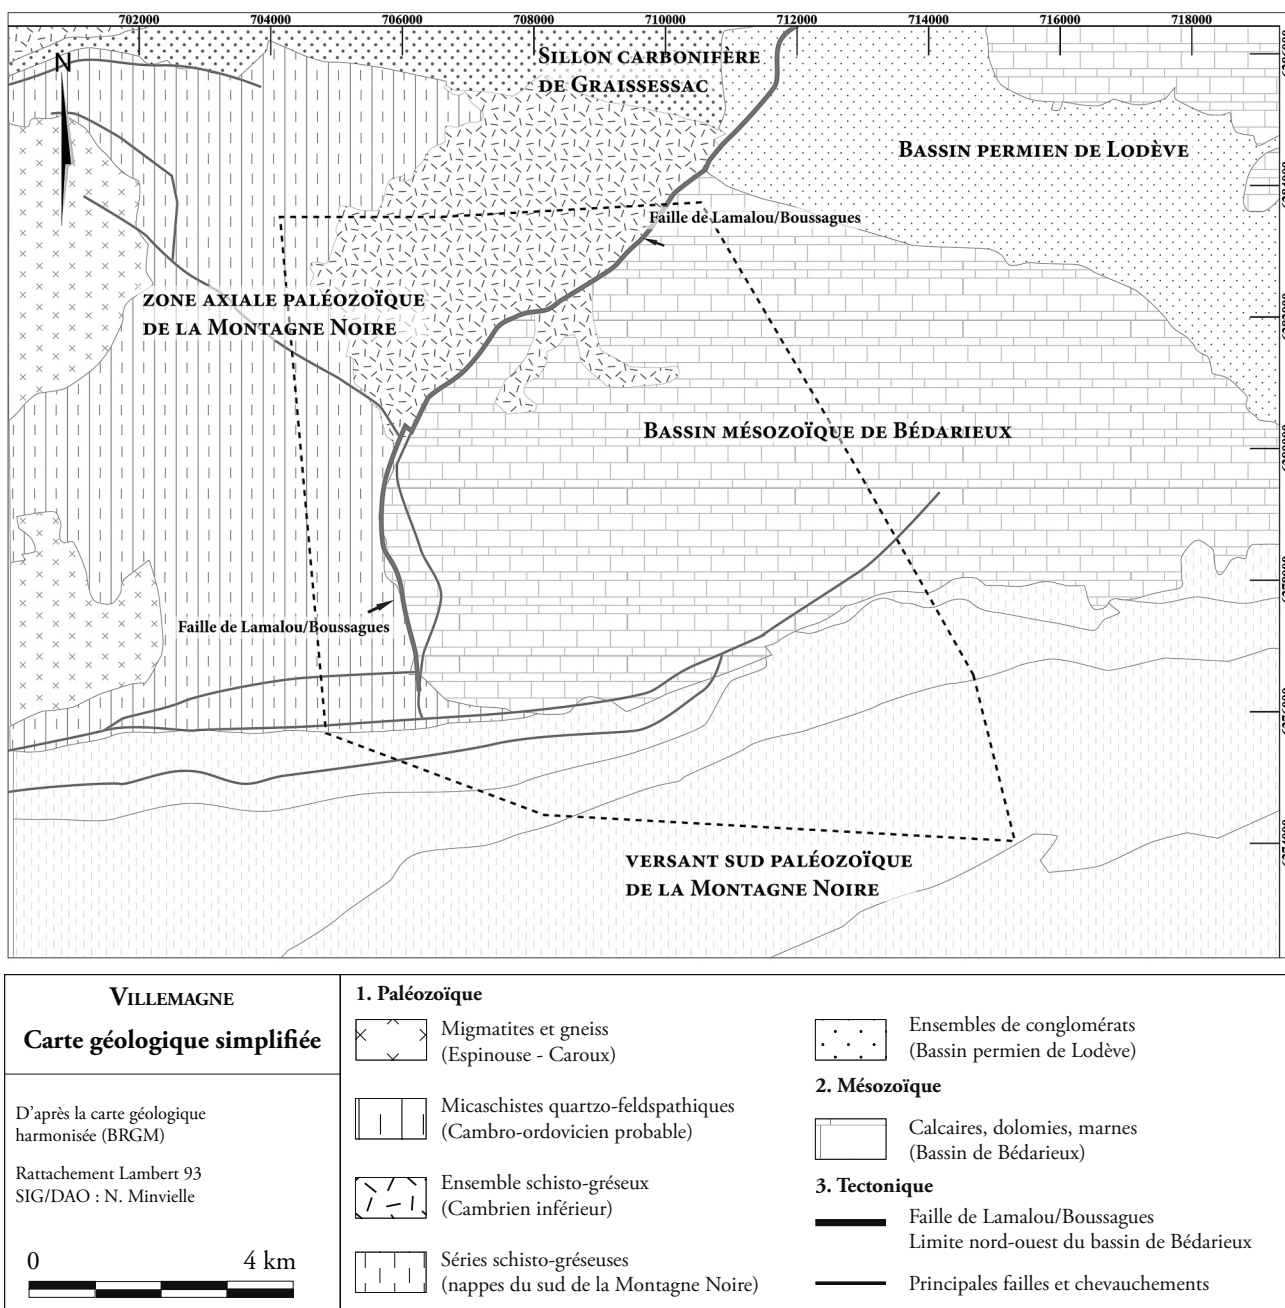 702000 704000 706000 708000 710000 712000 714000 716000 718000
N
Sillon carbonifère
de Graissessac
Bassin permien de Lodève
Faille de Lamalou/Boussagues
zone axiale paléozoïque
de la Montagne Noire
Bassin mésozoïque de Bédarieux
Faille de Lamalou/Boussagues
versant sud paléozoïque
de la Montagne Noire
Villemagne
Carte géologique simplifiée
D'après la carte géologique
harmonisée (BRGM)
Rattachement Lambert 93
SIG/DAO : N. Minvielle
0 4 km
1. Paléozoïque
Migmatites et gneiss
(Espinouse - Caroux)
Micaschistes quartzo-feldspathiques
(Cambro-ordovicien probable)
Ensemble schisto-gréseux
(Cambrien inférieur)
Séries schisto-gréseuses
(nappes du sud de la Montagne Noire)
Ensembles de conglomérats
(Bassin permien de Lodève)
2. Mésozoïque
Calcaires, dolomies, marnes
(Bassin de Bédarieux)
3. Tectonique
Faille de Lamalou/Boussagues
Limite nord-ouest du bassin de Bédarieux
Principales failles et chevauchements